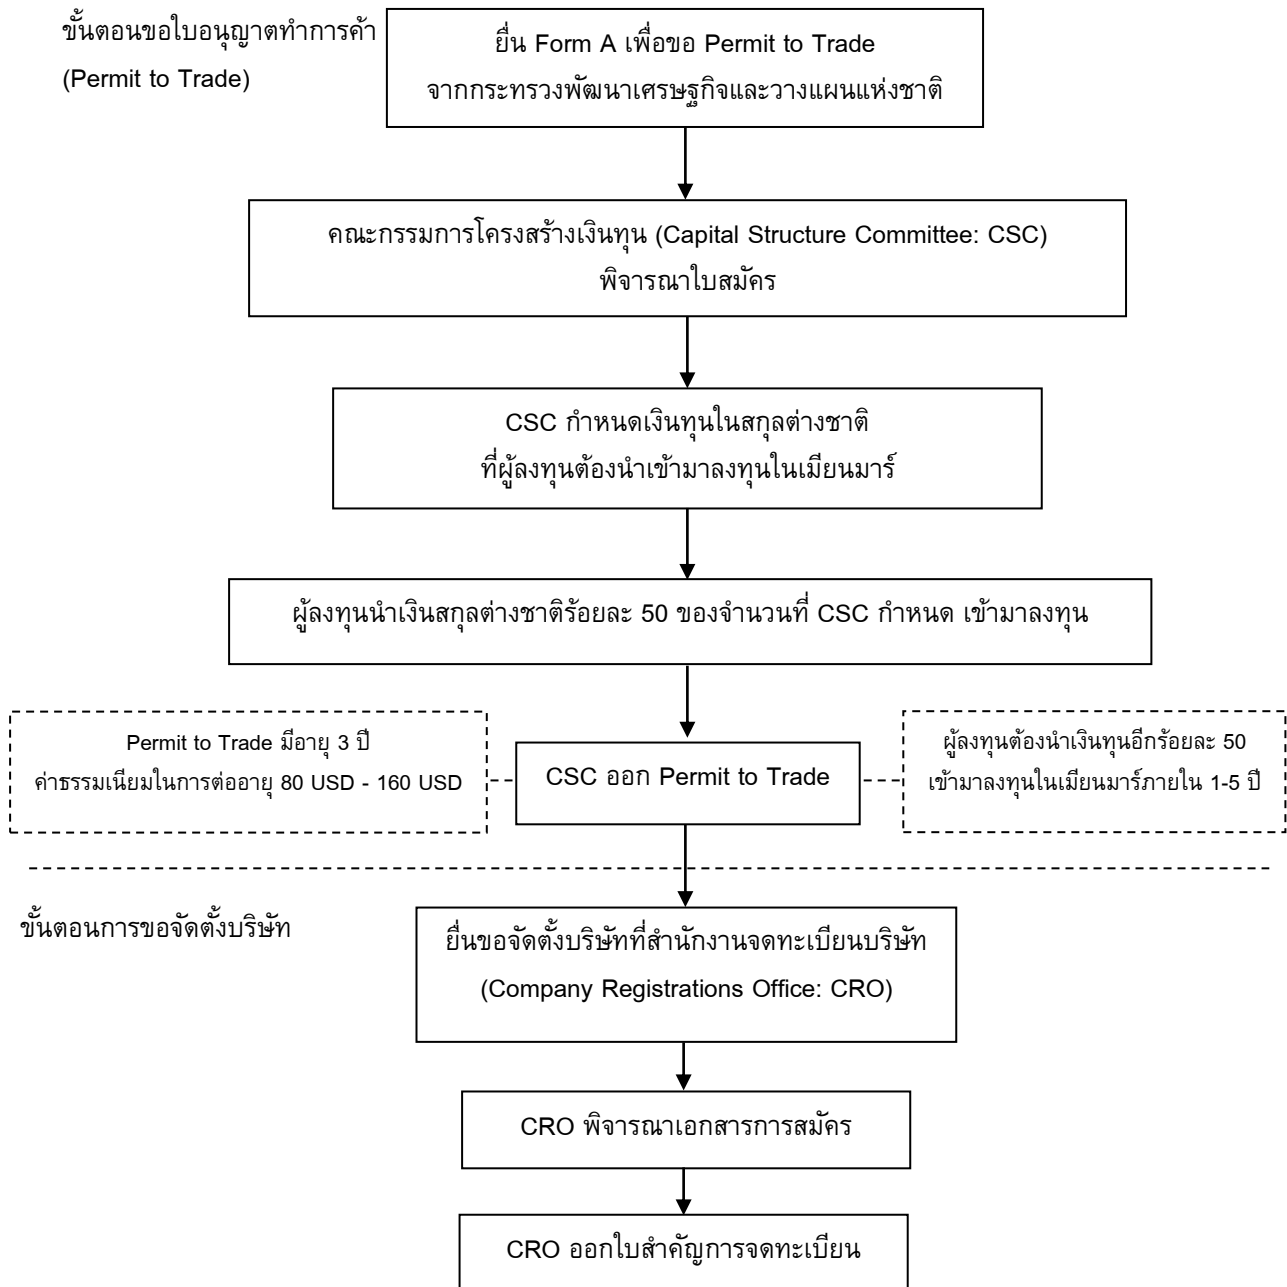 ขั้นตอนขอใบอนุญาตทำการค้า
(Permit to Trade)
ยื่น Form A เพื่อขอ Permit to Trade
จากกระทรวงพัฒนาเศรษฐกิจและวางแผนแห่งชาติ
คณะกรรมการโครงสร้างเงินทุน (Capital Structure Committee: CSC)
พิจารณาใบสมัคร
CSC กำหนดเงินทุนในสกุลต่างชาติ
ที่ผู้ลงทุนต้องนำเข้ามาลงทุนในเมียนมาร์
ผู้ลงทุนนำเงินสกุลต่างชาติร้อยละ 50 ของจำนวนที่ CSC กำหนด เข้ามาลงทุน
Permit to Trade มีอายุ 3 ปี
ค่าธรรมเนียมในการต่ออายุ 80 USD - 160 USD
CSC ออก Permit to Trade
ผู้ลงทุนต้องนำเงินทุนอีกร้อยละ 50
เข้ามาลงทุนในเมียนมาร์ภายใน 1-5 ปี
ขั้นตอนการขอจัดตั้งบริษัท
ยื่นขอจัดตั้งบริษัทที่สำนักงานจดทะเบียนบริษัท
(Company Registrations Office: CRO)
CRO พิจารณาเอกสารการสมัคร
CRO ออกใบสำคัญการจดทะเบียน